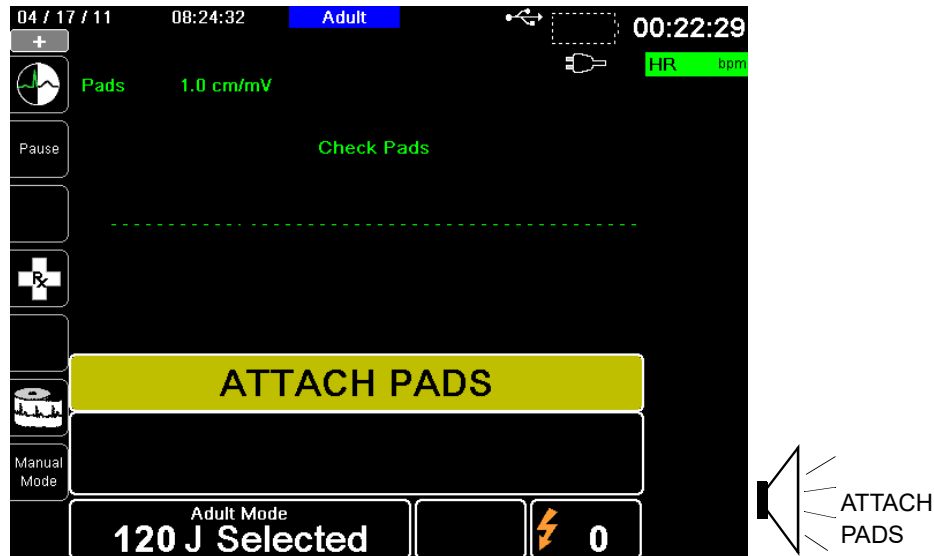 04 / 17 / 11 08:24:32 Adult 00:22:29
+
HR bpm
Pads 1.0 cm/mV
Pause
Check Pads
Rx
ATTACH PADS
Manual
Mode
Adult Mode
120 J Selected 0
ATTACH
PADS